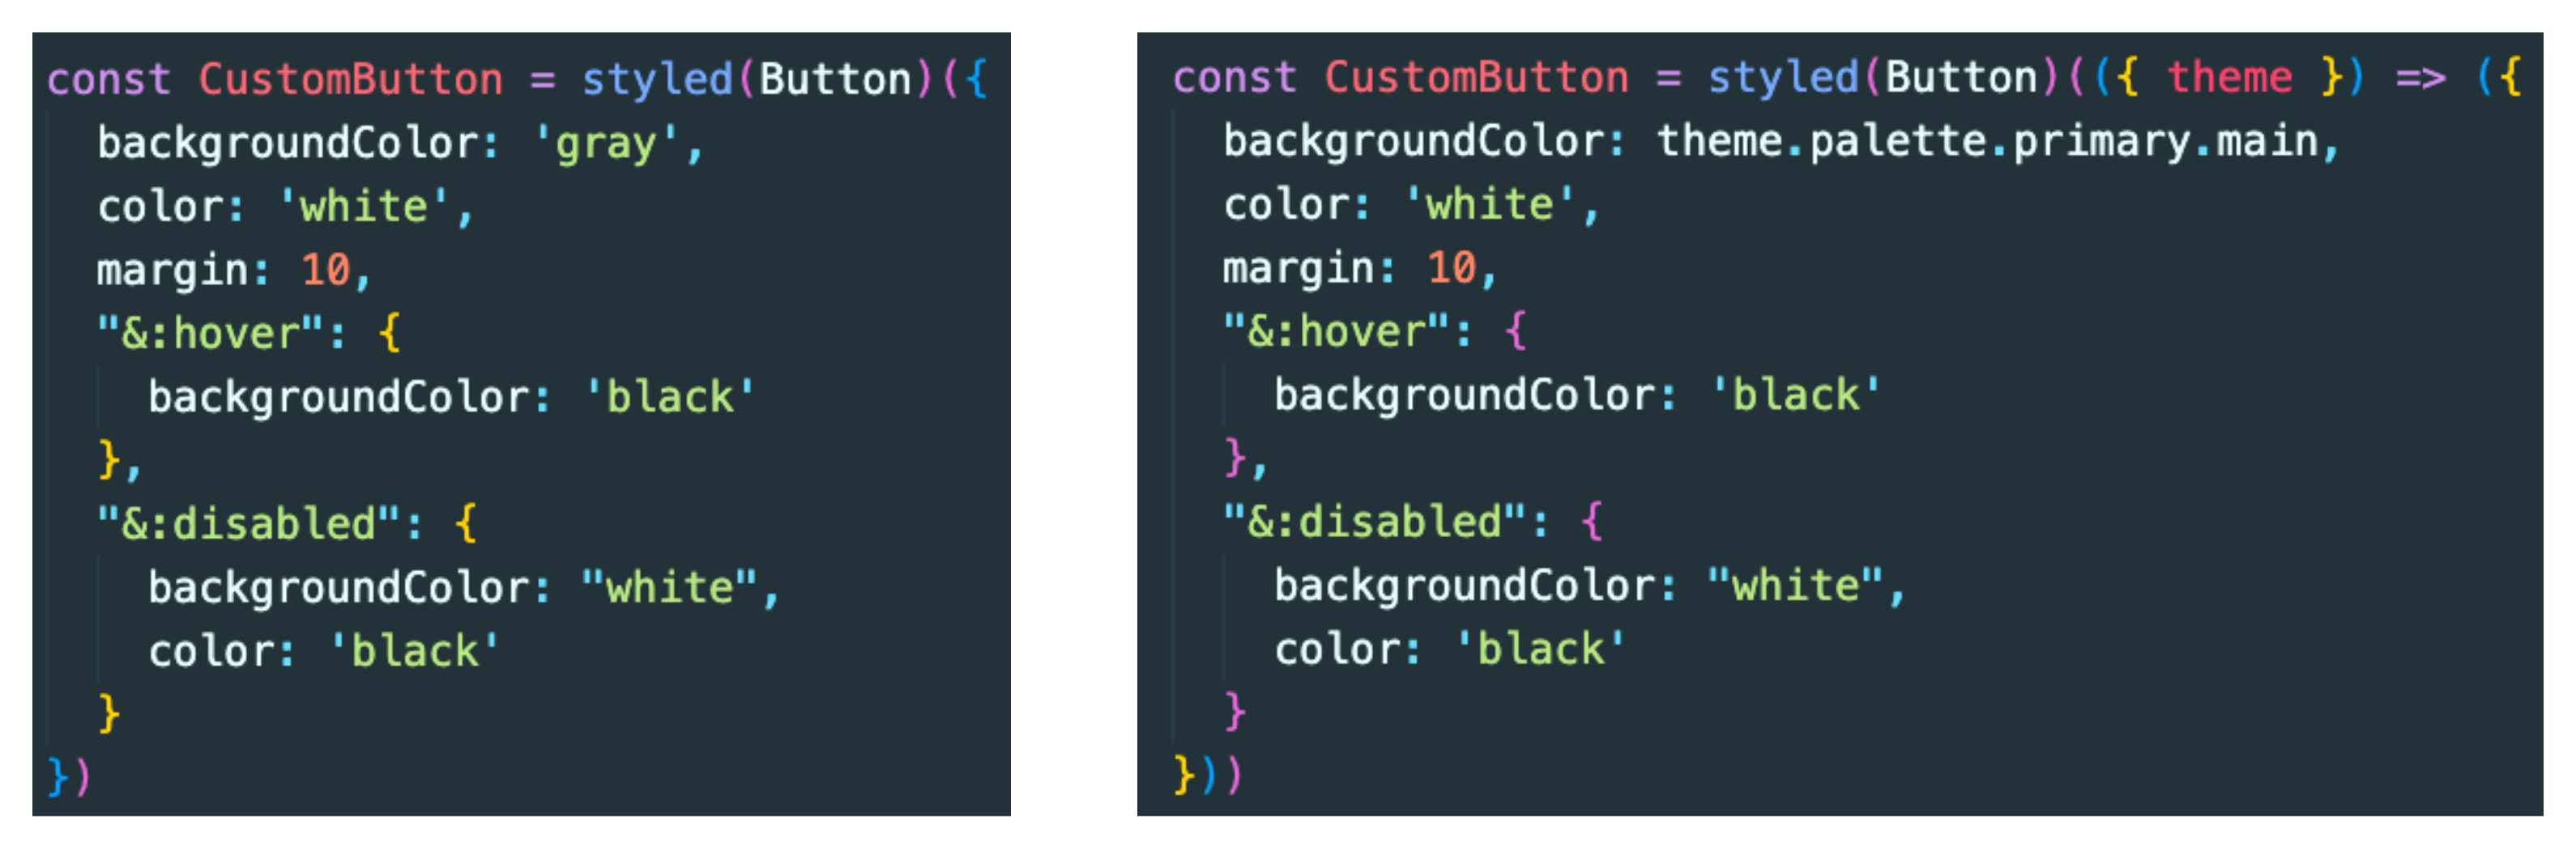 const CustomButton = styled(Button)({
  backgroundColor: 'gray',
  color: 'white',
  margin: 10,
  "&:hover": {
    backgroundColor: 'black'
  },
  "&:disabled": {
    backgroundColor: "white",
    color: 'black'
  }
})
const CustomButton = styled(Button)(({ theme }) => ({
  backgroundColor: theme.palette.primary.main,
  color: 'white',
  margin: 10,
  "&:hover": {
    backgroundColor: 'black'
  },
  "&:disabled": {
    backgroundColor: "white",
    color: 'black'
  }
}))